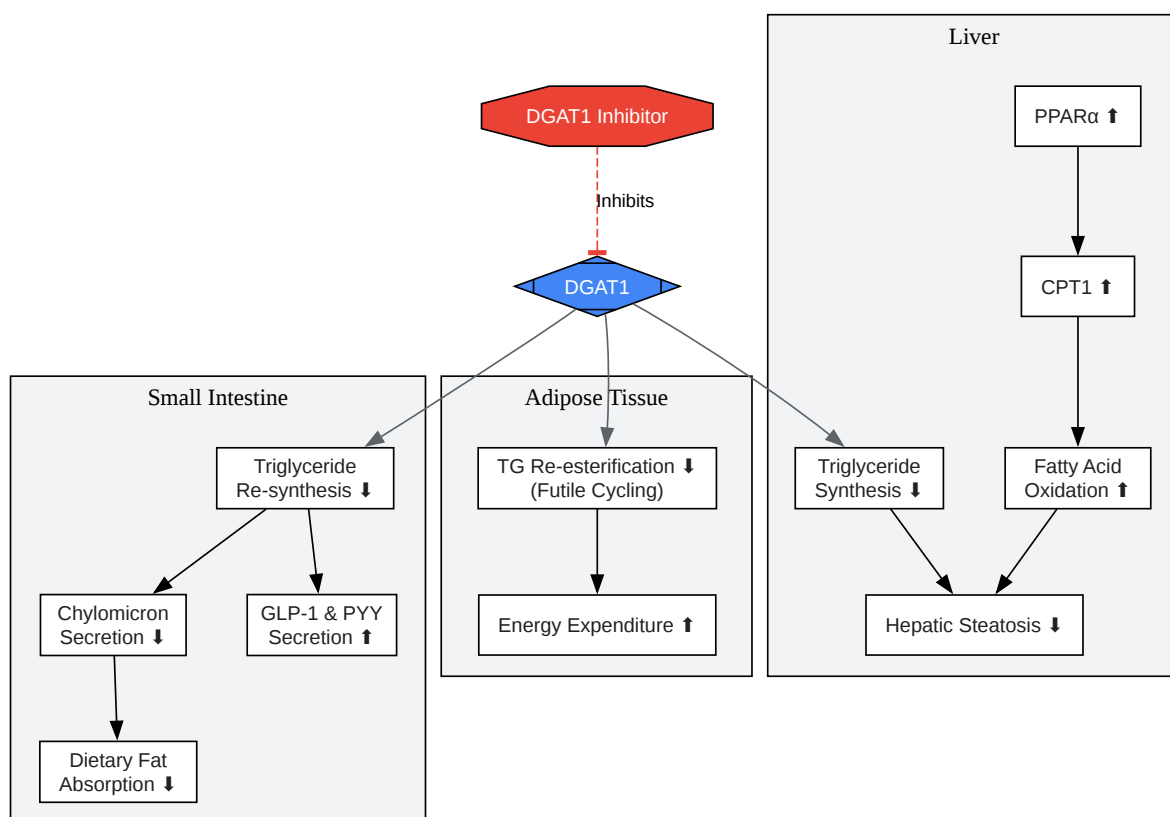 Liver
DGAT1 Inhibitor
PPARα ⬆
Inhibits
DGAT1
CPT1 ⬆
Small Intestine
Triglyceride
Re-synthesis ⬇
Chylomicron
Secretion ⬇
GLP-1 & PYY
Secretion ⬆
Dietary Fat
Absorption ⬇
Adipose Tissue
TG Re-esterification ⬇
(Futile Cycling)
Energy Expenditure ⬆
Triglyceride
Synthesis ⬇
Fatty Acid
Oxidation ⬆
Hepatic Steatosis ⬇